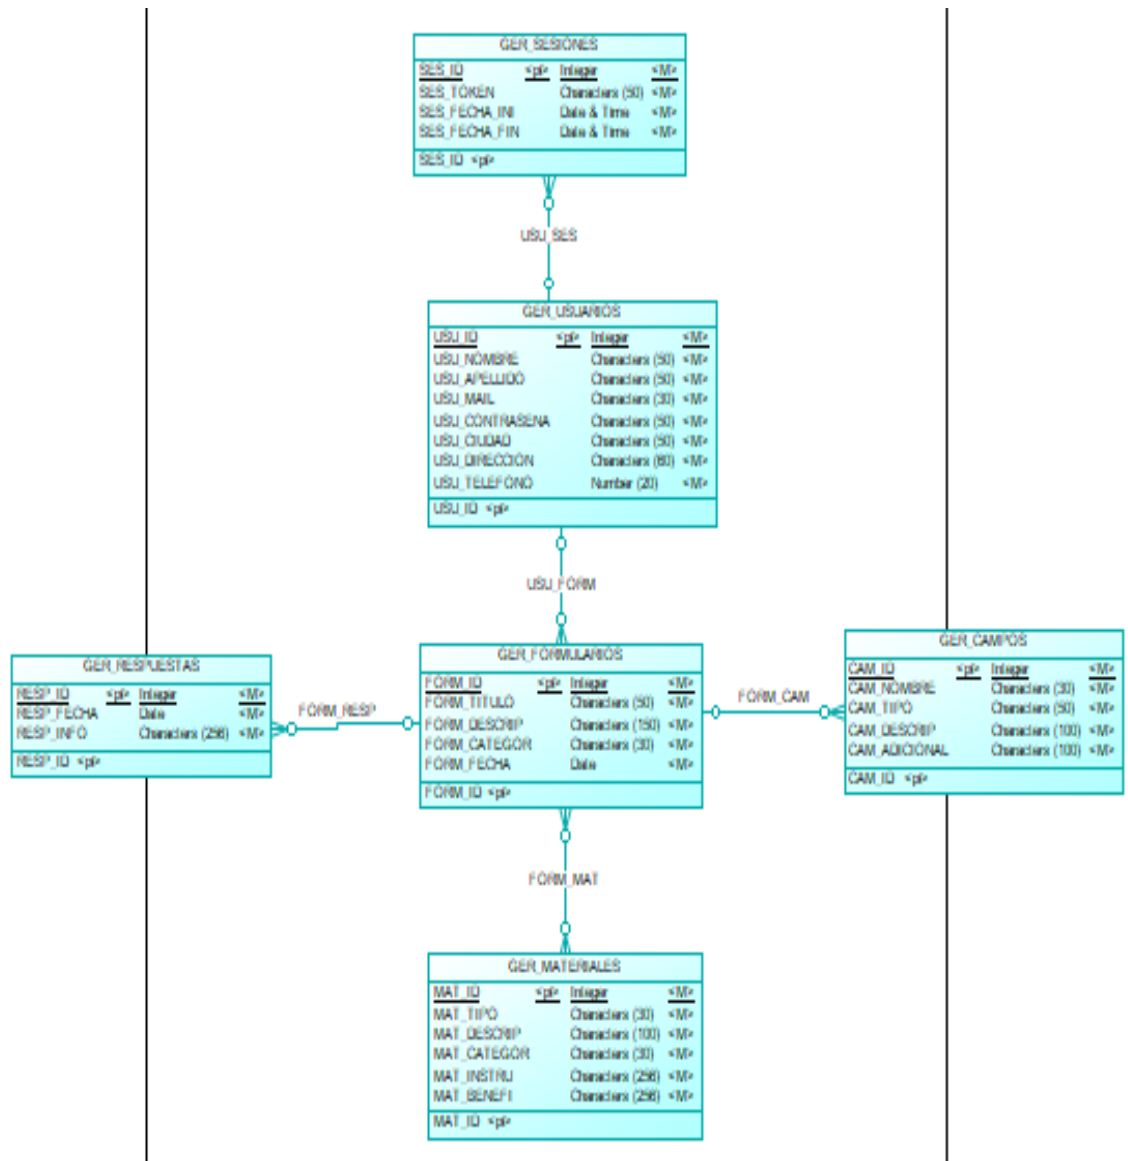 GER_SESIONES
SES_ID <pi> Integer <M>
SES_TOKEN Characters (50) <M>
SES_FECHA_INI Date & Time <M>
SES_FECHA_FIN Date & Time <M>
SES_ID <pi>
USU_SES
GER_USUARIOS
USU_ID <pi> Integer <M>
USU_NOMBRE Characters (50) <M>
USU_APELLIDO Characters (50) <M>
USU_MAIL Characters (30) <M>
USU_CONTRASENA Characters (50) <M>
USU_CIUDAD Characters (50) <M>
USU_DIRECCION Characters (60) <M>
USU_TELEFONO Number (20) <M>
USU_ID <pi>
USU_FORM
GER_RESPUESTAS
RESP_ID <pi> Integer <M>
RESP_FECHA Date <M>
RESP_INFO Characters (256) <M>
RESP_ID <pi>
FORM_RESP
GER_FORMULARIOS
FORM_ID <pi> Integer <M>
FORM_TITULO Characters (50) <M>
FORM_DESCRIP Characters (150) <M>
FORM_CATEGOR Characters (30) <M>
FORM_FECHA Date <M>
FORM_ID <pi>
FORM_CAM
GER_CAMPOS
CAM_ID <pi> Integer <M>
CAM_NOMBRE Characters (30) <M>
CAM_TIPO Characters (50) <M>
CAM_DESCRIP Characters (100) <M>
CAM_ADICIONAL Characters (100) <M>
CAM_ID <pi>
FORM_MAT
GER_MATERIALES
MAT_ID <pi> Integer <M>
MAT_TIPO Characters (30) <M>
MAT_DESCRIP Characters (100) <M>
MAT_CATEGOR Characters (30) <M>
MAT_INSTRU Characters (256) <M>
MAT_BENEFI Characters (256) <M>
MAT_ID <pi>